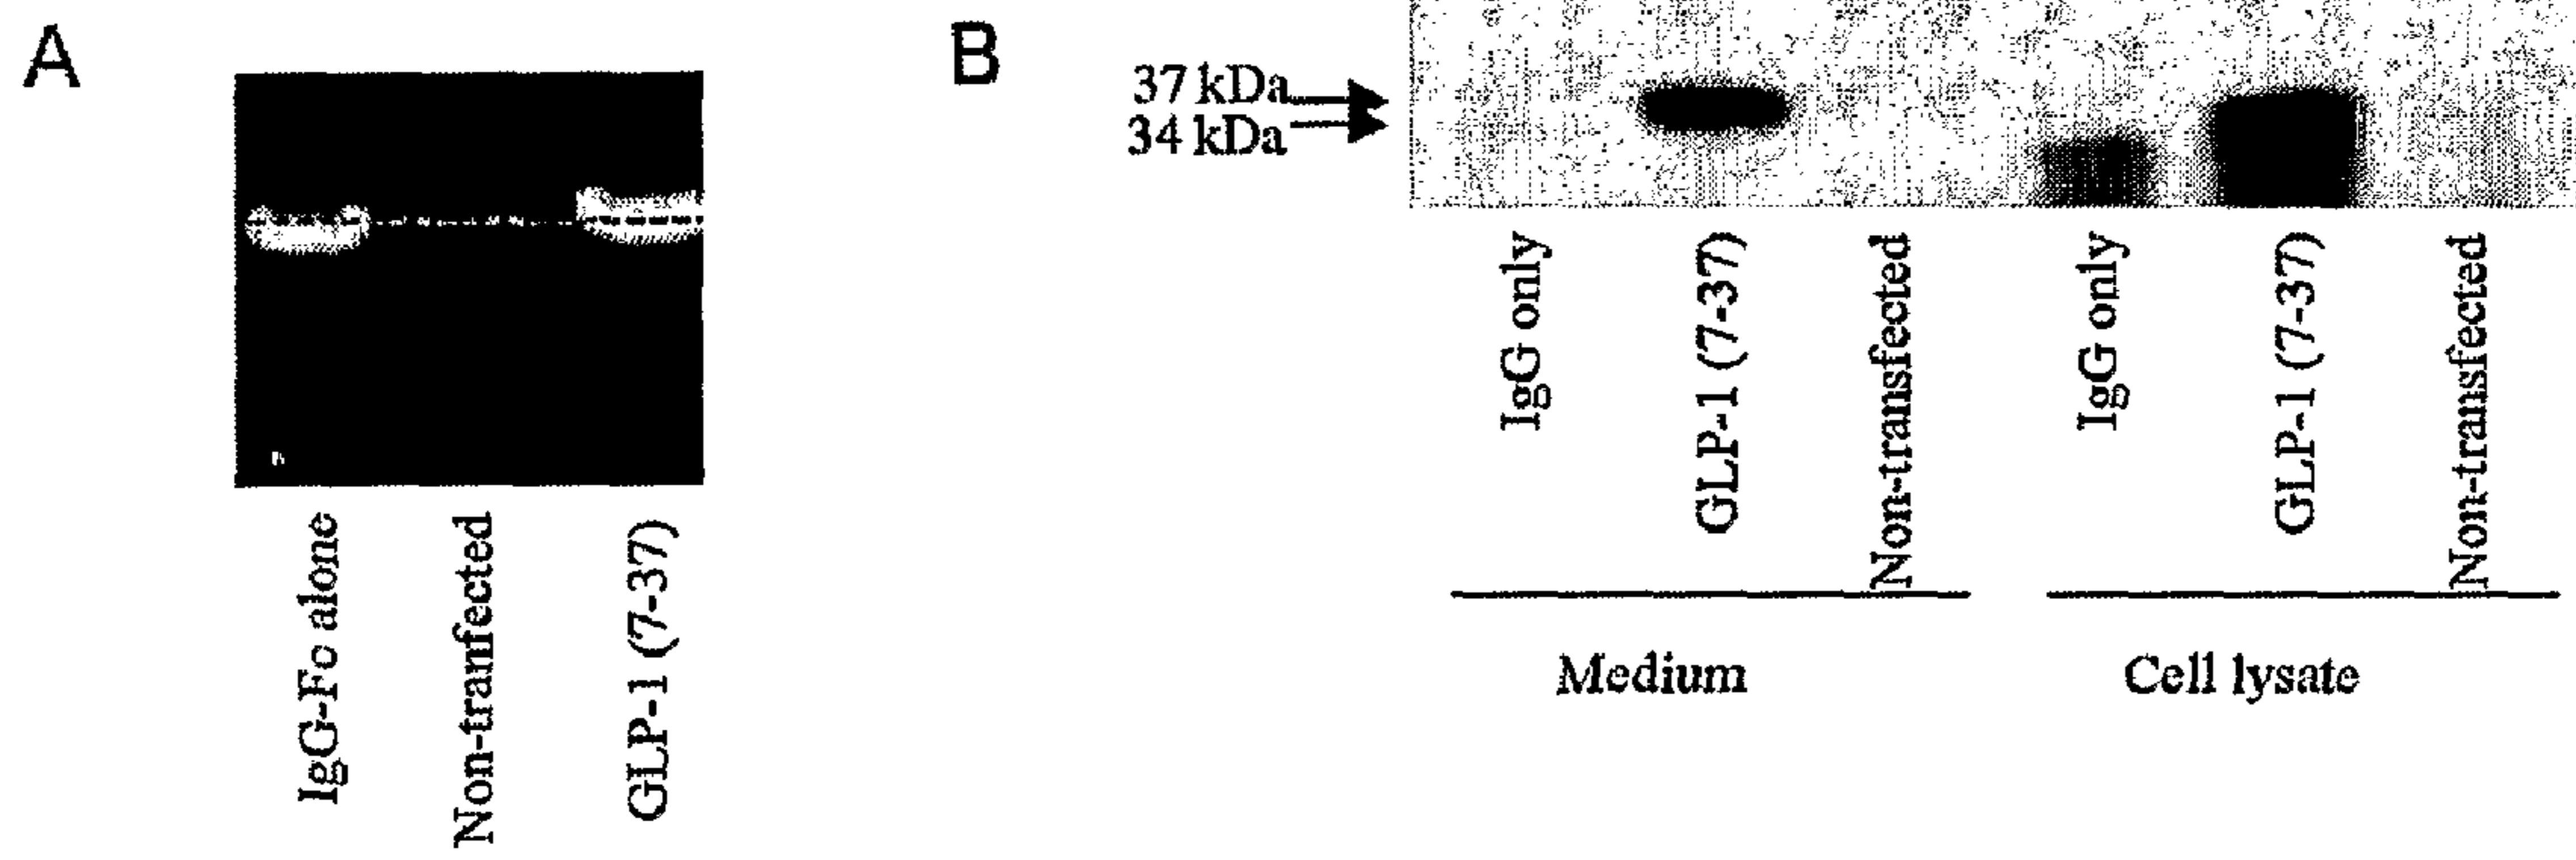 A
IgG-Fc alone
Non-tranfected
GLP-1 (7-37)
B
37 kDa
34 kDa
IgG only
GLP-1 (7-37)
Non-transfected
IgG only
GLP-1 (7-37)
Non-transfected
Medium
Cell lysate